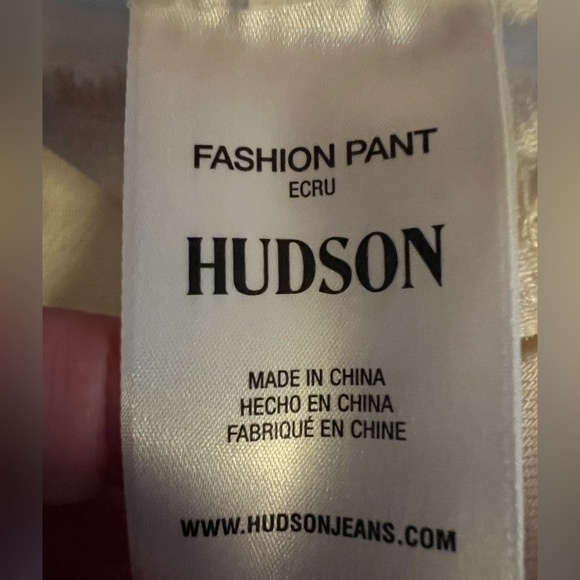 FASHION PANT
ECRU
HUDSON
MADE IN CHINA
HECHO EN CHINA
FABRIQUÉ EN CHINE
WWW.HUDSONJEANS.COM